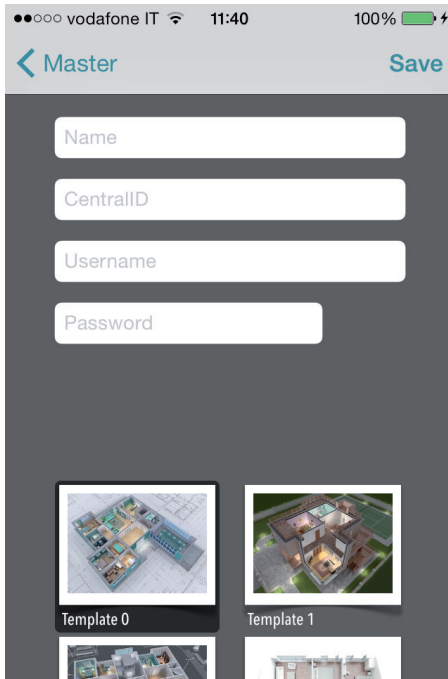 ●●○○○ vodafone IT 11:40 100%
Master Save
Name
CentralID
Username
Password
Template 0 Template 1